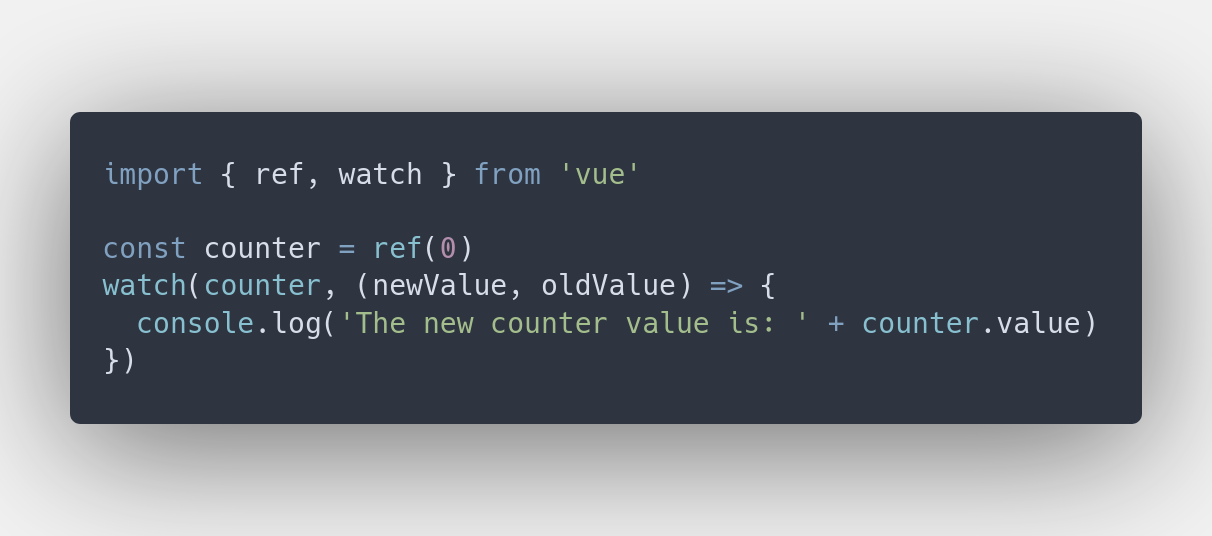 import { ref, watch } from 'vue'

const counter = ref(0)
watch(counter, (newValue, oldValue) => {
  console.log('The new counter value is: ' + counter.value)
})